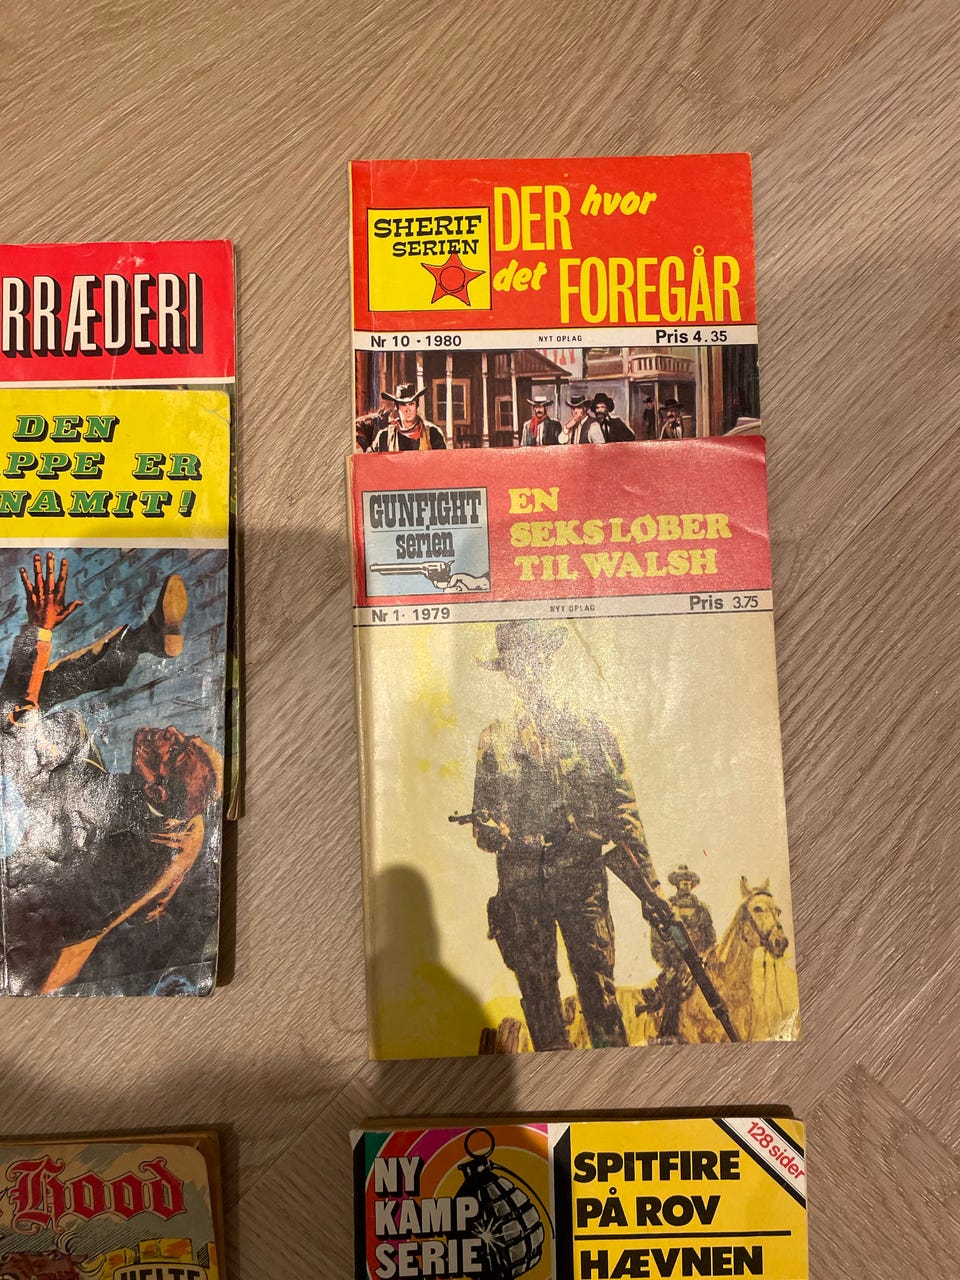 SHERIF
SERIEN
DER hvor
det FOREGÅR
Nr 10 - 1980 NYT OPLAG Pris 4.35
RRÆDERI
DEN
PPE ER
NAMIT!
GUNFIGHT
serien
EN
SEKSLØBER
TIL WALSH
Nr 1 - 1979 NYT OPLAG Pris 3.75
Hood
HELTE
NY
KAMP
SERIE
SPITFIRE
PÅ ROV
HÆVNEN
128 sider